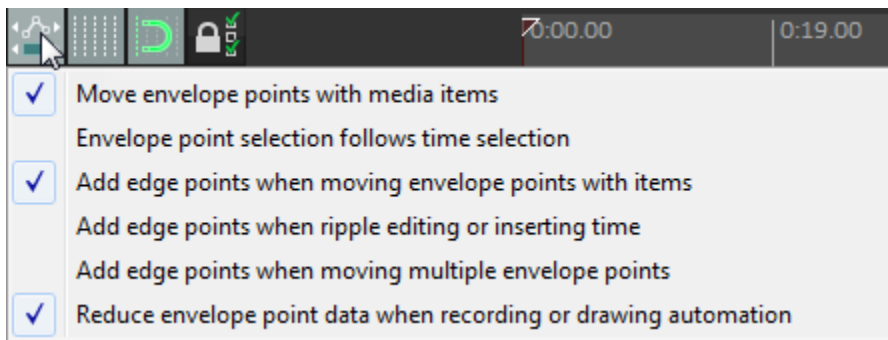 0:00.00 0:19.00
Move envelope points with media items
Envelope point selection follows time selection
Add edge points when moving envelope points with items
Add edge points when ripple editing or inserting time
Add edge points when moving multiple envelope points
Reduce envelope point data when recording or drawing automation